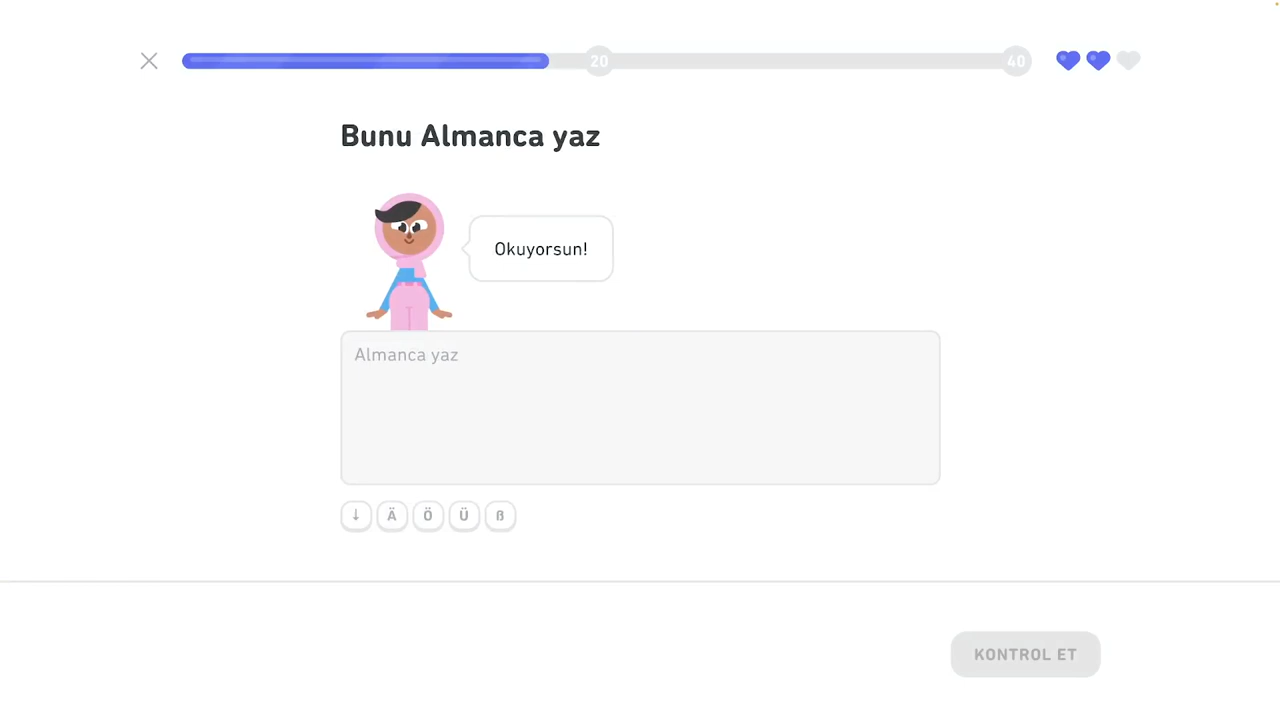 20
40
Bunu Almanca yaz
Okuyorsun!
Almanca yaz
↓ Ä Ö Ü ß
KONTROL ET